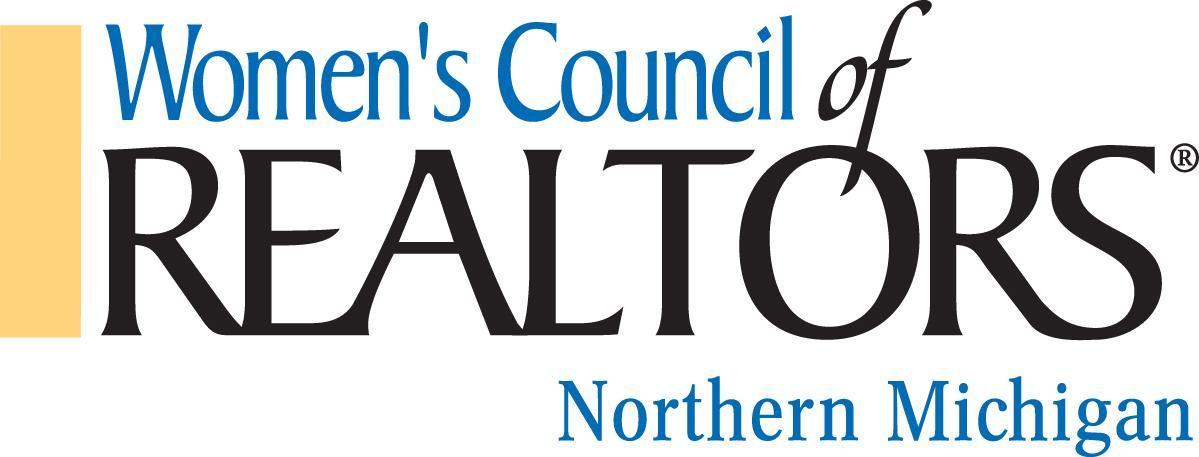 Women's Council of
REALTORS®
Northern Michigan